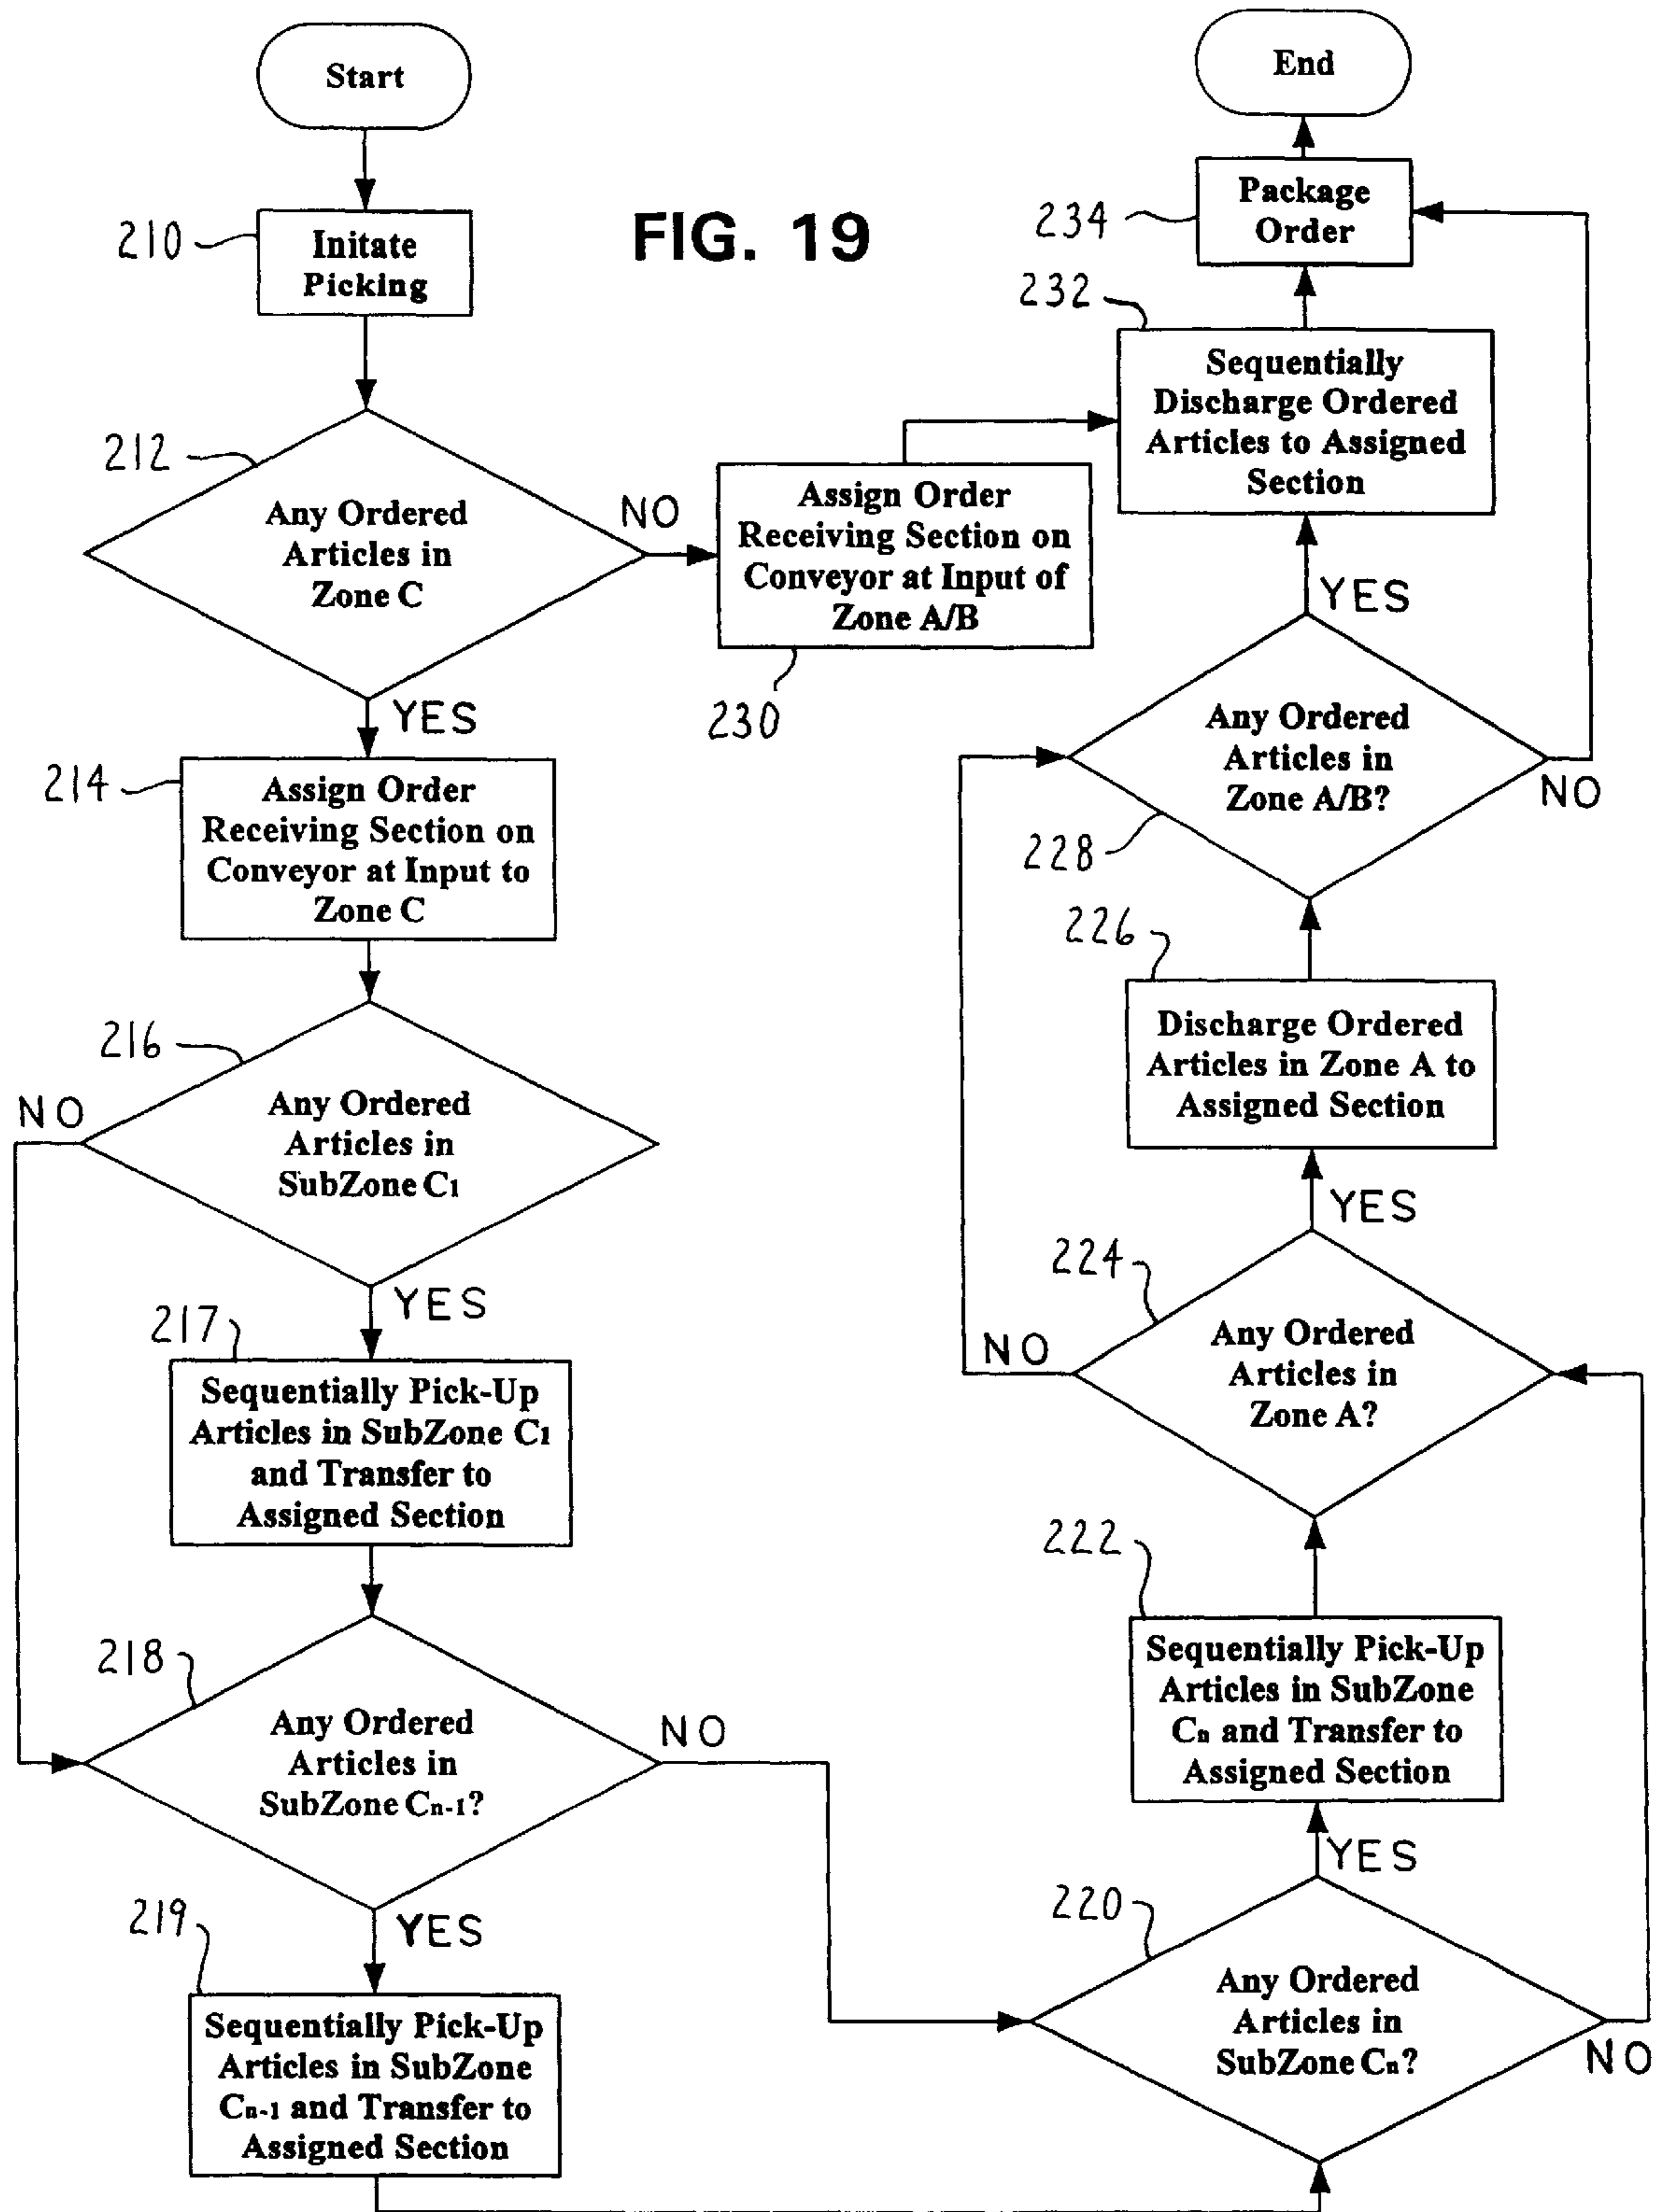 Start
210
Initate
Picking
FIG. 19
212
Any Ordered
Articles in
Zone C
NO
YES
214
Assign Order
Receiving Section on
Conveyor at Input to
Zone C
216
Any Ordered
Articles in
SubZone C1
NO
YES
217
Sequentially Pick-Up
Articles in SubZone C1
and Transfer to
Assigned Section
218
Any Ordered
Articles in
SubZone Cn-1?
NO
YES
219
Sequentially Pick-Up
Articles in SubZone
Cn-1 and Transfer to
Assigned Section
220
Any Ordered
Articles in
SubZone Cn?
NO
YES
222
Sequentially Pick-Up
Articles in SubZone
Cn and Transfer to
Assigned Section
224
Any Ordered
Articles in
Zone A?
NO
YES
226
Discharge Ordered
Articles in Zone A to
Assigned Section
228
Any Ordered
Articles in
Zone A/B?
NO
YES
Assign Order
Receiving Section on
Conveyor at Input of
Zone A/B
230
232
Sequentially
Discharge Ordered
Articles to Assigned
Section
234
Package
Order
End